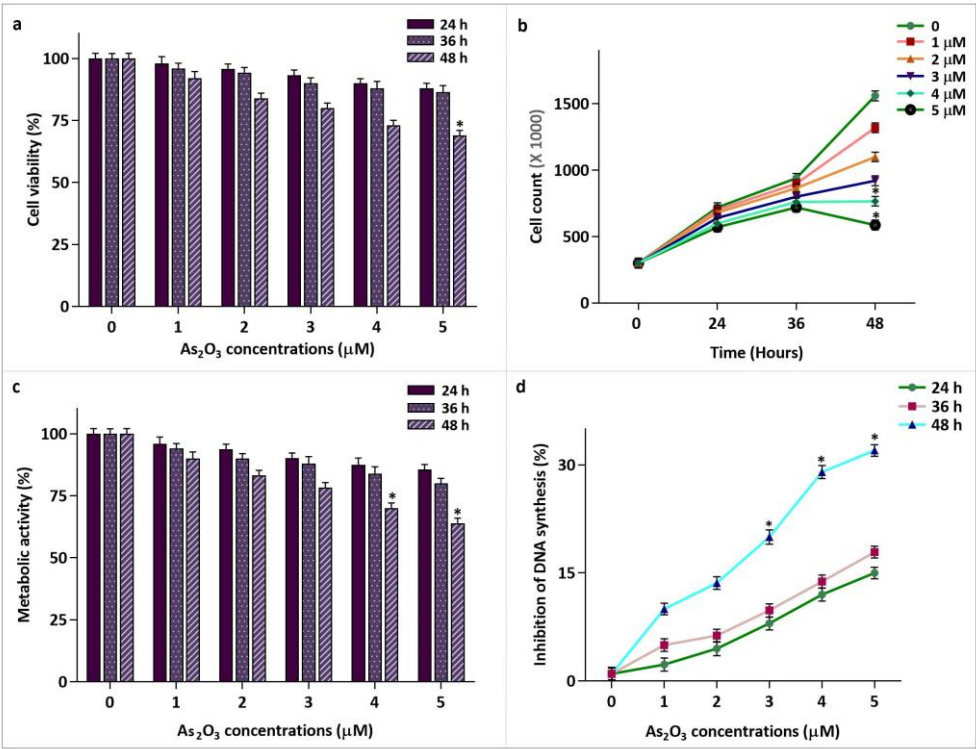 a
24 h
36 h
48 h
Cell viability (%)
100
75
50
25
0
0 1 2 3 4 5
As₂O₃ concentrations (μM)
*
b
0
1 μM
2 μM
3 μM
4 μM
5 μM
Cell count (X 1000)
1500
1000
500
0
0 24 36 48
Time (Hours)
*
*
c
24 h
36 h
48 h
Metabolic activity (%)
100
75
50
25
0
0 1 2 3 4 5
As₂O₃ concentrations (μM)
*
*
d
24 h
36 h
48 h
Inhibition of DNA synthesis (%)
30
15
0
0 1 2 3 4 5
As₂O₃ concentrations (μM)
*
*
*